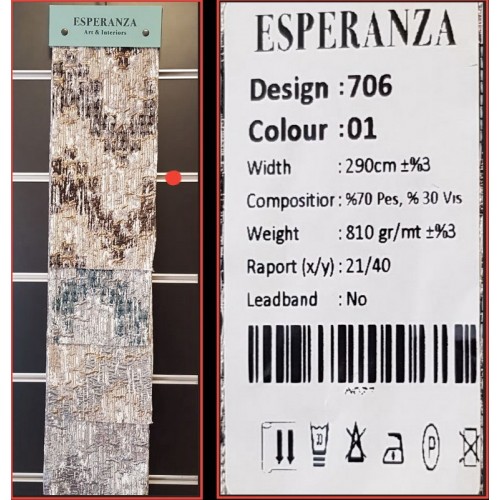 ESPERANZA
Art & Interiors
ESPERANZA
Design :706
Colour :01
Width :290cm ±%3
Composition: %70 Pes, % 30 Vis
Weight :810 gr/mt ±%3
Raport (x/y) :21/40
Leadband :No
P